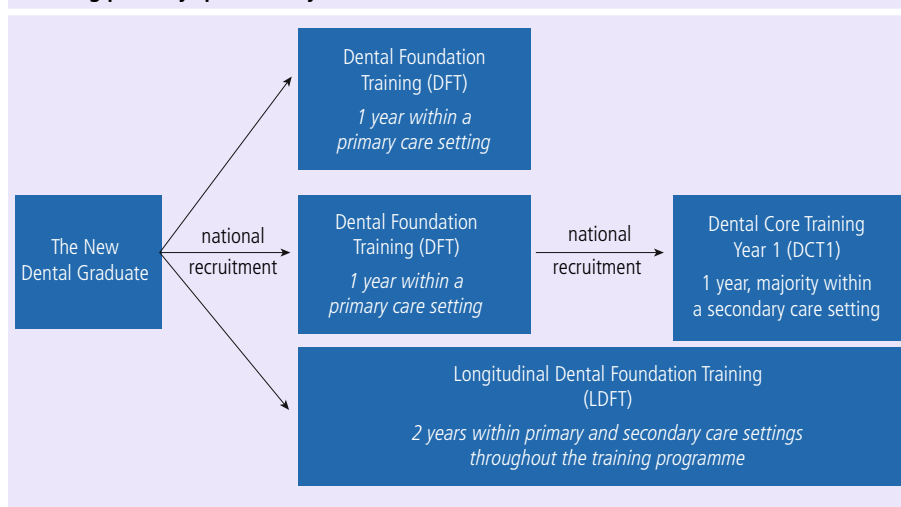 Dental Foundation
Training (DFT)
1 year within a
primary care setting
The New
Dental Graduate
national
recruitment
Dental Foundation
Training (DFT)
1 year within a
primary care setting
national
recruitment
Dental Core Training
Year 1 (DCT1)
1 year, majority within
a secondary care setting
Longitudinal Dental Foundation Training
(LDFT)
2 years within primary and secondary care settings
throughout the training programme